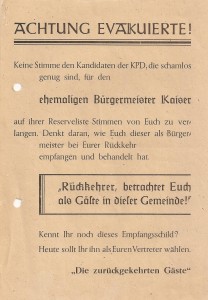 ACHTUNG EVAKUIERTE!
Keine Stimme den Kandidaten der KPD, die schamlos
genug sind, für den
ehemaligen Bürgermeister Kaiser
auf ihrer Reserveliste Stimmen von Euch zu ver-
langen. Denkt daran, wie Euch dieser als Bürger-
meister bei Eurer Rückkehr
empfangen und behandelt hat.
„Rückkehrer, betrachtet Euch
als Gäste in dieser Gemeinde!“
Kennt Ihr noch dieses Empfangsschild?
Heute sollt Ihr ihn als Euren Vertreter wählen.
„Die zurückgekehrten Gäste“